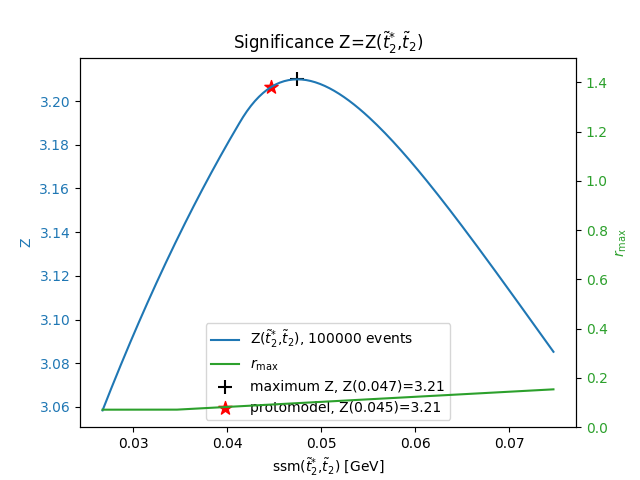 Significance Z=Z(t̃₂*,t̃₂)
3.20
3.18
3.16
3.14
3.12
3.10
3.08
3.06
Z
1.4
1.2
1.0
0.8
0.6
0.4
0.2
0.0
r_max
Z(t̃₂*,t̃₂), 100000 events
r_max
maximum Z, Z(0.047)=3.21
protomodel, Z(0.045)=3.21
0.03 0.04 0.05 0.06 0.07
ssm(t̃₂*,t̃₂) [GeV]